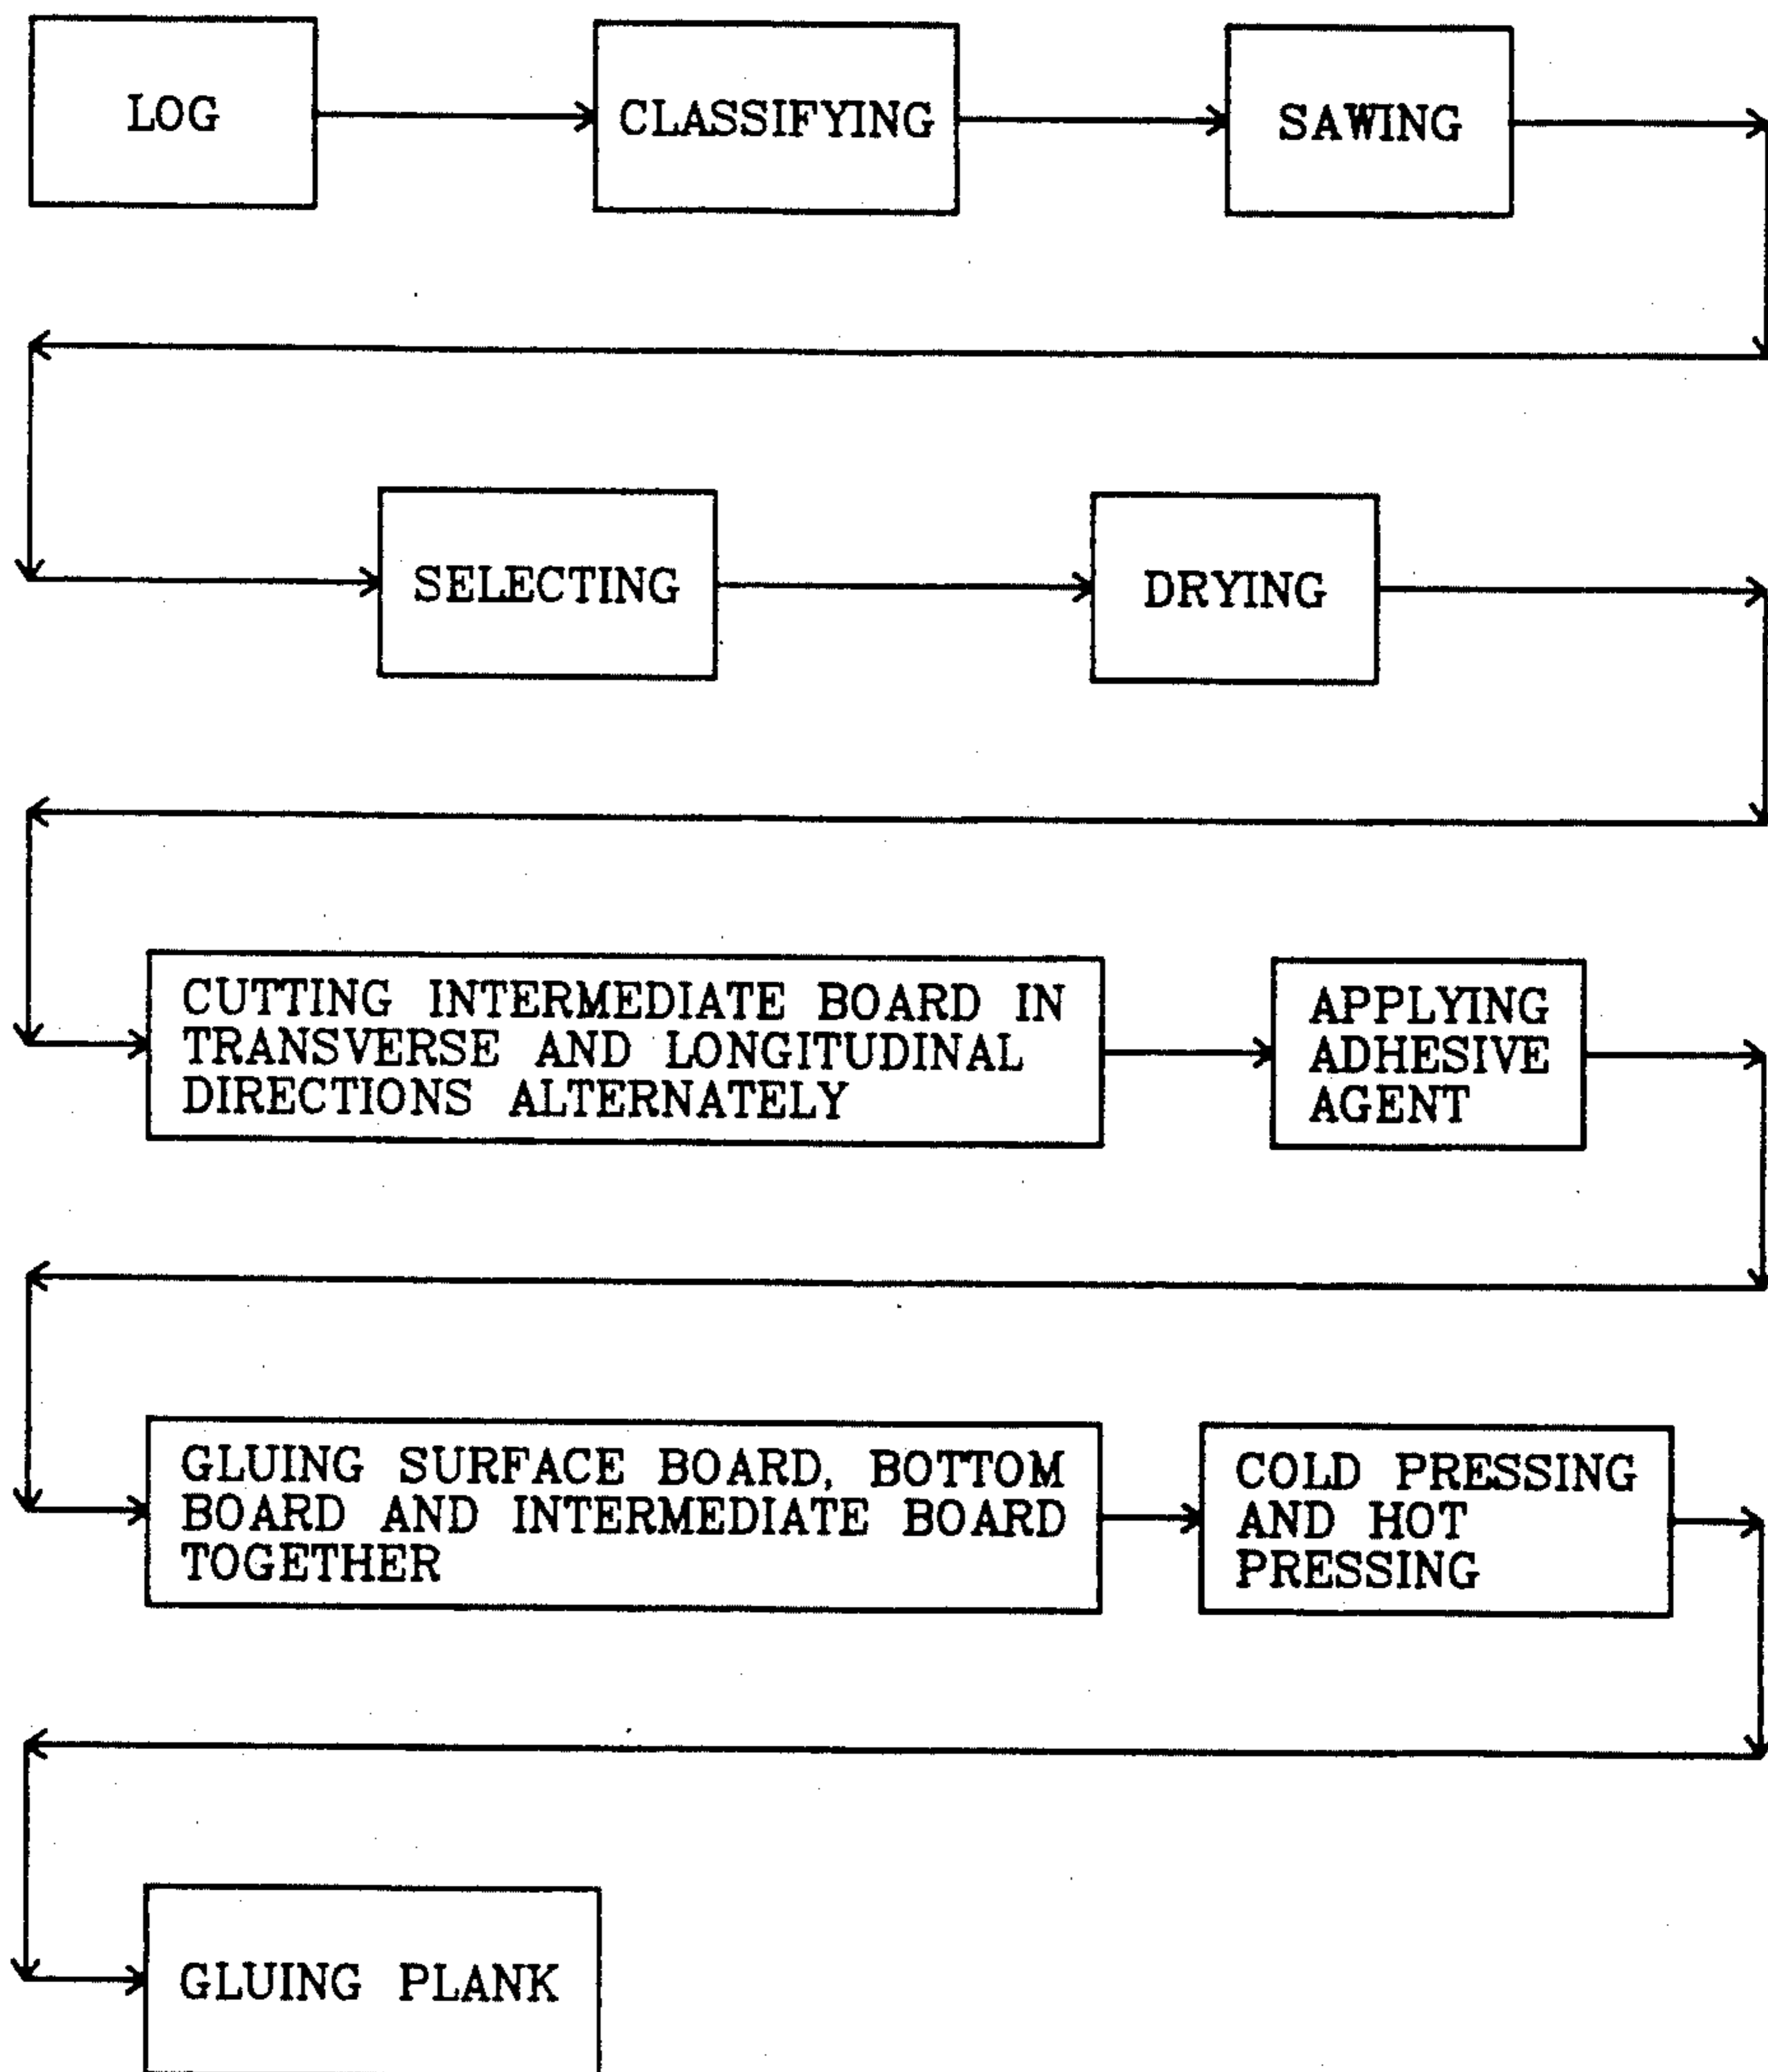 LOG
CLASSIFYING
SAWING
SELECTING
DRYING
CUTTING INTERMEDIATE BOARD IN
TRANSVERSE AND LONGITUDINAL
DIRECTIONS ALTERNATELY
APPLYING
ADHESIVE
AGENT
GLUING SURFACE BOARD, BOTTOM
BOARD AND INTERMEDIATE BOARD
TOGETHER
COLD PRESSING
AND HOT
PRESSING
GLUING PLANK